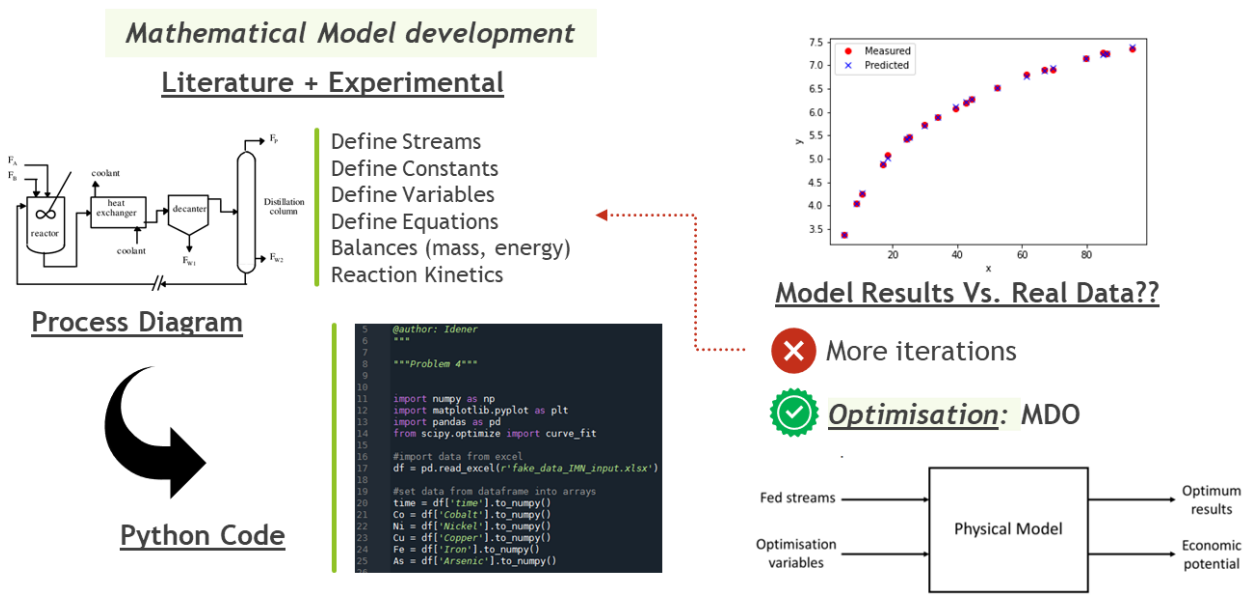 Mathematical Model development
Literature + Experimental
F_P
F_A
F_B
coolant
heat
exchanger
decanter
Distillation
column
reactor
coolant
F_W1
F_W2
Process Diagram
Define Streams
Define Constants
Define Variables
Define Equations
Balances (mass, energy)
Reaction Kinetics
Python Code
5 @author: Idener
6 """
7
8 """Problem 4"""
9
10
11 import numpy as np
12 import matplotlib.pyplot as plt
13 import pandas as pd
14 from scipy.optimize import curve_fit
15
16 #import data from excel
17 df = pd.read_excel(r'fake_data_IMN_input.xlsx')
18
19 #set data from dataframe into arrays
20 time = df['time'].to_numpy()
21 Co = df['Cobalt'].to_numpy()
22 Ni = df['Nickel'].to_numpy()
23 Cu = df['Copper'].to_numpy()
24 Fe = df['Iron'].to_numpy()
25 As = df['Arsenic'].to_numpy()
7.5
7.0
6.5
6.0
5.5
5.0
4.5
4.0
3.5
y
Measured
Predicted
20 40 60 80
x
Model Results Vs. Real Data??
More iterations
Optimisation: MDO
Fed streams
Optimisation
variables
Physical Model
Optimum
results
Economic
potential